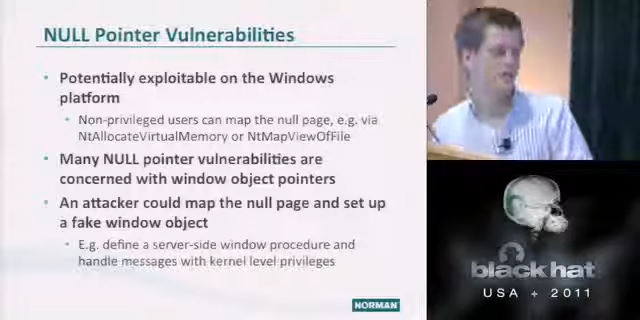 NULL Pointer Vulnerabilities
• Potentially exploitable on the Windows
platform
• Non-privileged users can map the null page, e.g. via
NtAllocateVirtualMemory or NtMapViewOfFile
• Many NULL pointer vulnerabilities are
concerned with window object pointers
• An attacker could map the null page and set up
a fake window object
• E.g. define a server-side window procedure and
handle messages with kernel level privileges
NORMAN
black hat
USA + 2011